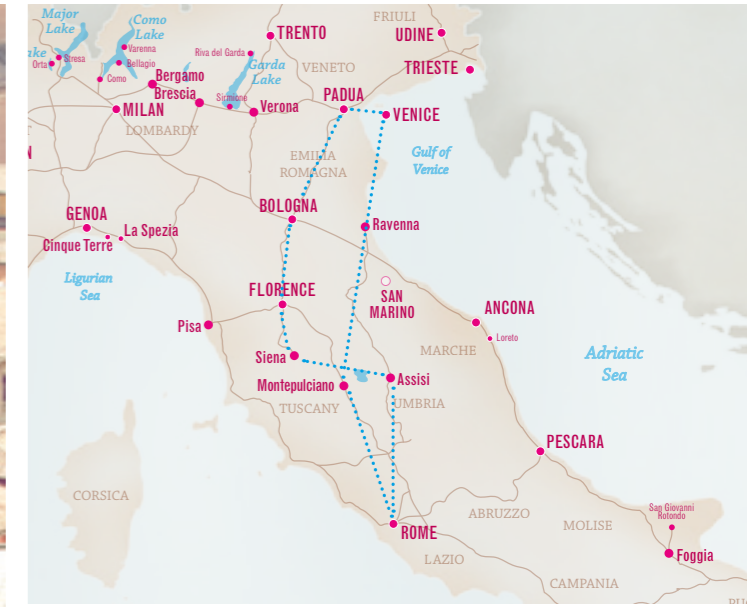 FRIULI
Major
Lake
Como
Lake
TRENTO
UDINE
Varenna
Riva del Garda
Stresa
Orta
Bellagio
Garda
Lake
VENETO
TRIESTE
Como
Bergamo
Brescia
Sirmione
PADUA
MILAN
Verona
VENICE
LOMBARDY
Gulf of
Venice
EMILIA
ROMAGNA
GENOA
BOLOGNA
La Spezia
Cinque Terre
Ravenna
Ligurian
Sea
FLORENCE
SAN
MARINO
ANCONA
Pisa
Loreto
Siena
MARCHE
Adriatic
Sea
Montepulciano
Assisi
TUSCANY
UMBRIA
PESCARA
CORSICA
San Giovanni
Rotondo
ABRUZZO
MOLISE
ROME
Foggia
LAZIO
CAMPANIA